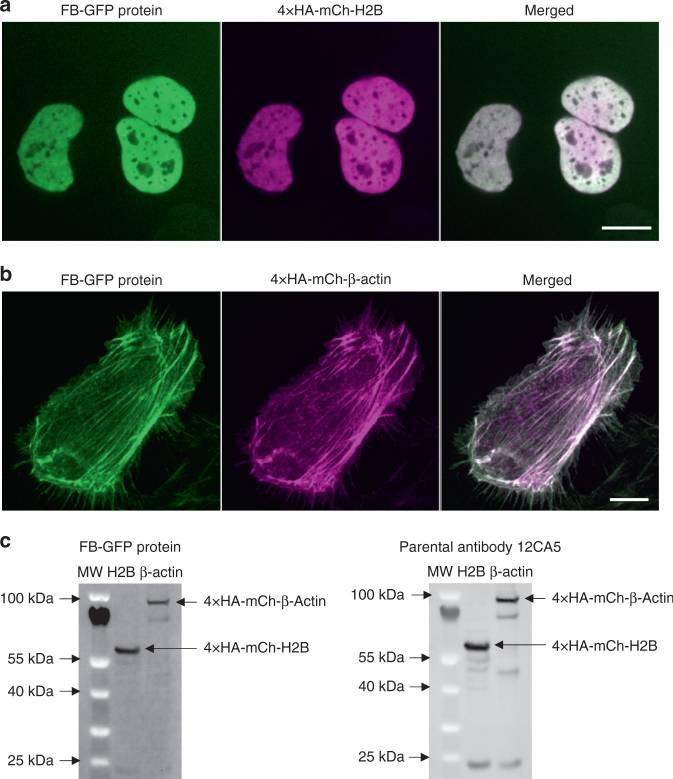 a
FB-GFP protein 4×HA-mCh-H2B Merged
b
FB-GFP protein 4×HA-mCh-β-actin Merged
c
FB-GFP protein
MW H2B β-actin
100 kDa
4×HA-mCh-β-Actin
4×HA-mCh-H2B
55 kDa
40 kDa
25 kDa
Parental antibody 12CA5
MW H2B β-actin
100 kDa
4×HA-mCh-β-Actin
4×HA-mCh-H2B
55 kDa
40 kDa
25 kDa